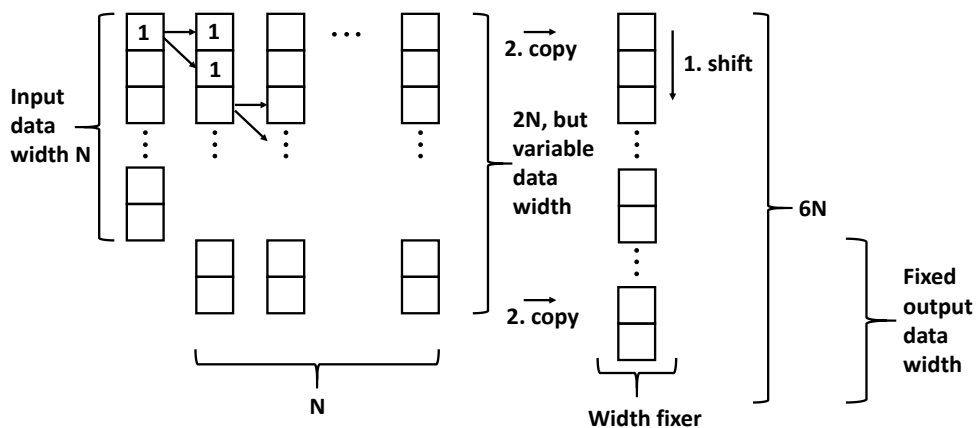 1
1
1
...
2. copy
1. shift
Input
data
width N
2N, but
variable
data
width
6N
2. copy
Fixed
output
data
width
N
Width fixer